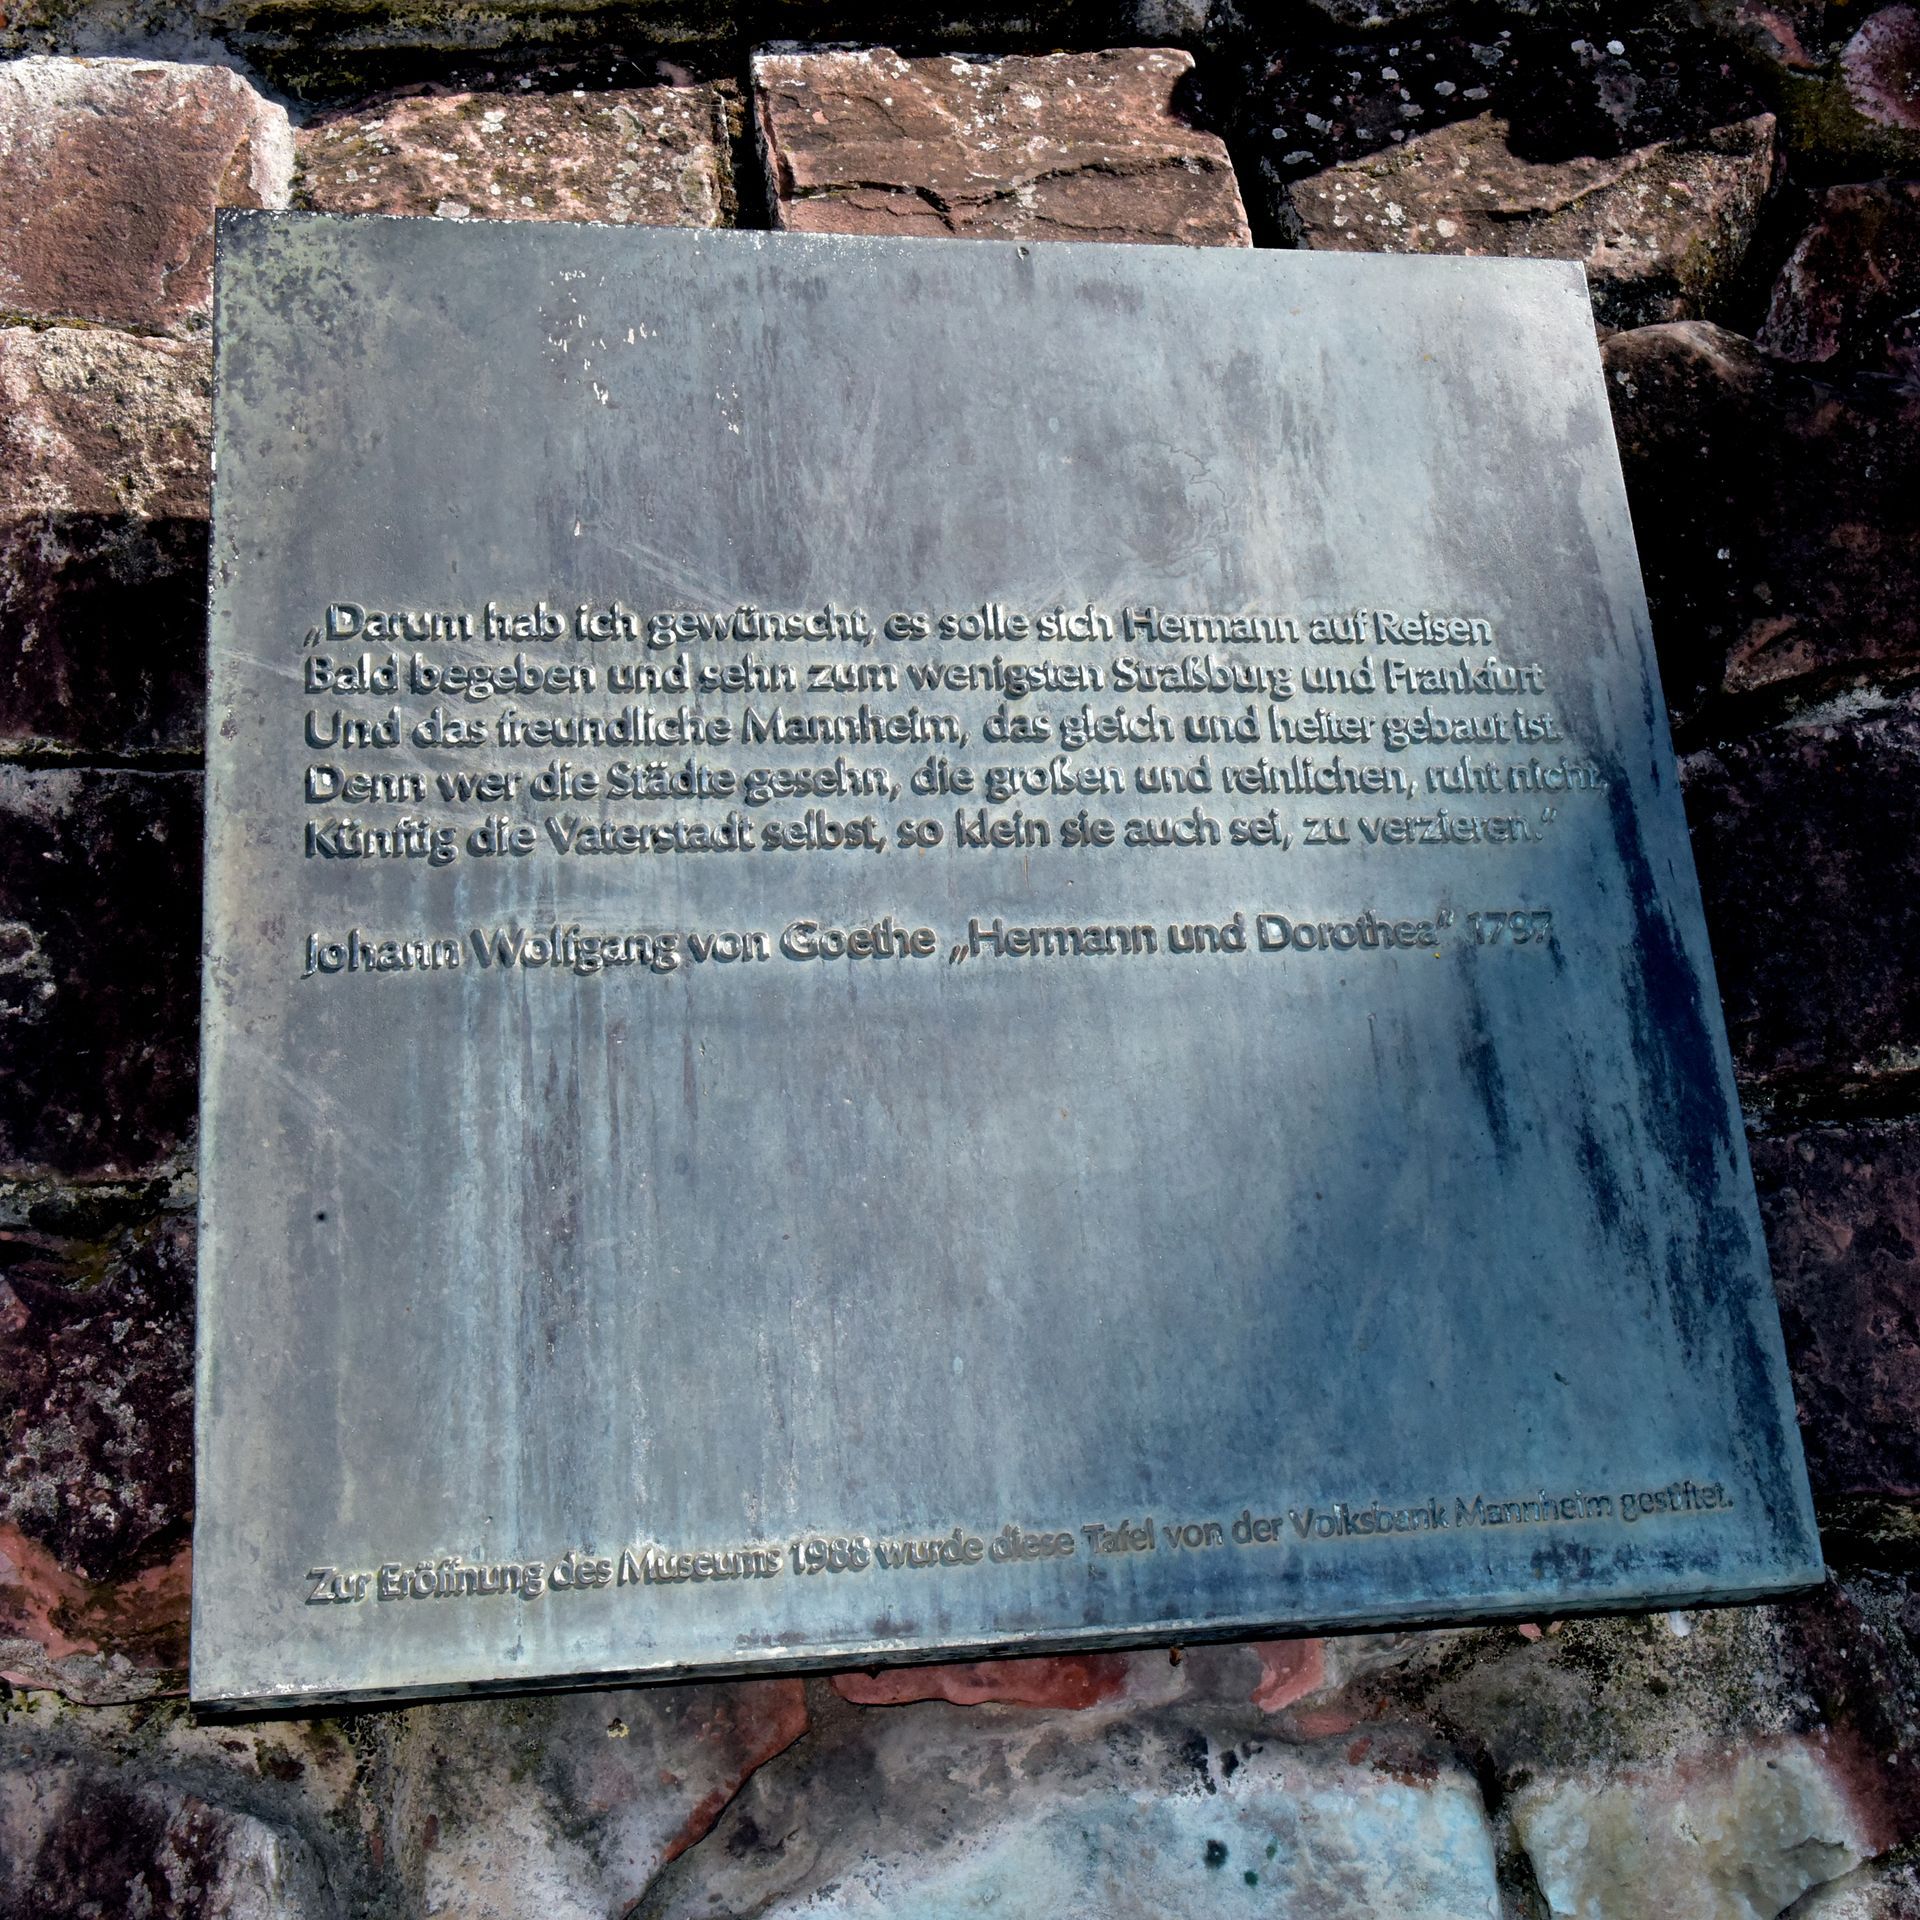 „Darum hab ich gewünscht, es solle sich Hermann auf Reisen
Bald begeben und sehn zum wenigsten Straßburg und Frankfurt
Und das freundliche Mannheim, das gleich und heiter gebaut ist.
Denn wer die Städte gesehn, die großen und reinlichen, ruht nicht,
Künftig die Vaterstadt selbst, so klein sie auch sei, zu verzieren.“
Johann Wolfgang von Goethe „Hermann und Dorothea“ 1797
Zur Eröffnung des Museums 1988 wurde diese Tafel von der Volksbank Mannheim gestiftet.